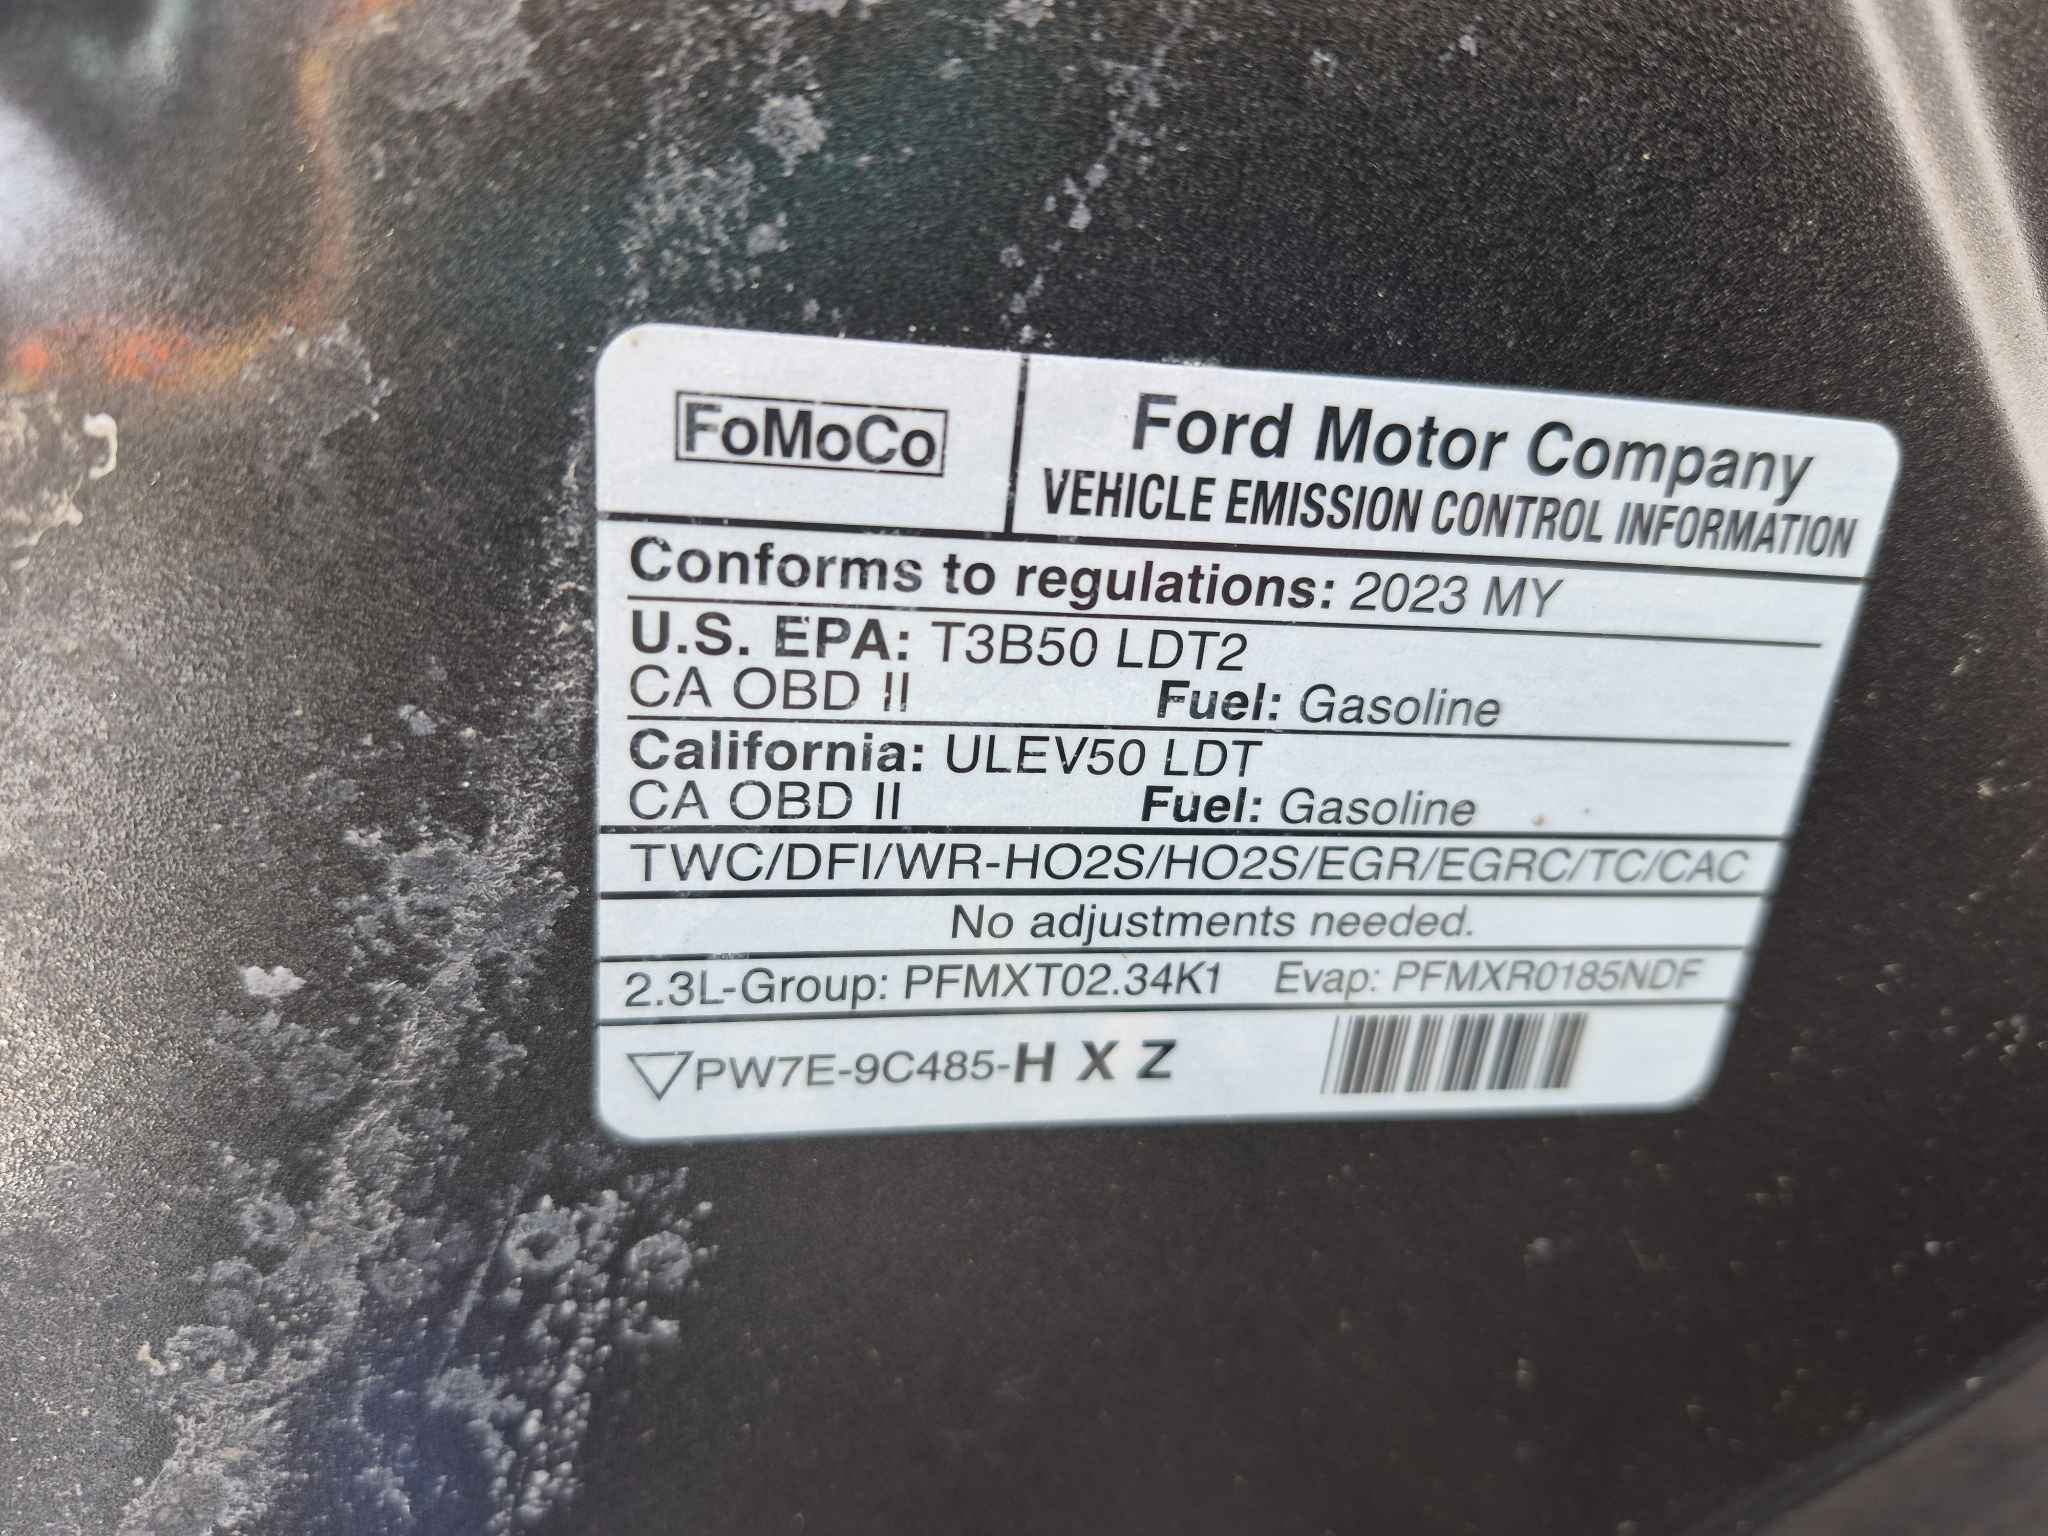 FoMoCo
Ford Motor Company
VEHICLE EMISSION CONTROL INFORMATION
Conforms to regulations: 2023 MY
U.S. EPA: T3B50 LDT2
CA OBD II Fuel: Gasoline
California: ULEV50 LDT
CA OBD II Fuel: Gasoline
TWC/DFI/WR-HO2S/HO2S/EGR/EGRC/TC/CAC
No adjustments needed.
2.3L-Group: PFMXT02.34K1 Evap: PFMXR0185NDF
PW7E-9C485-H X Z